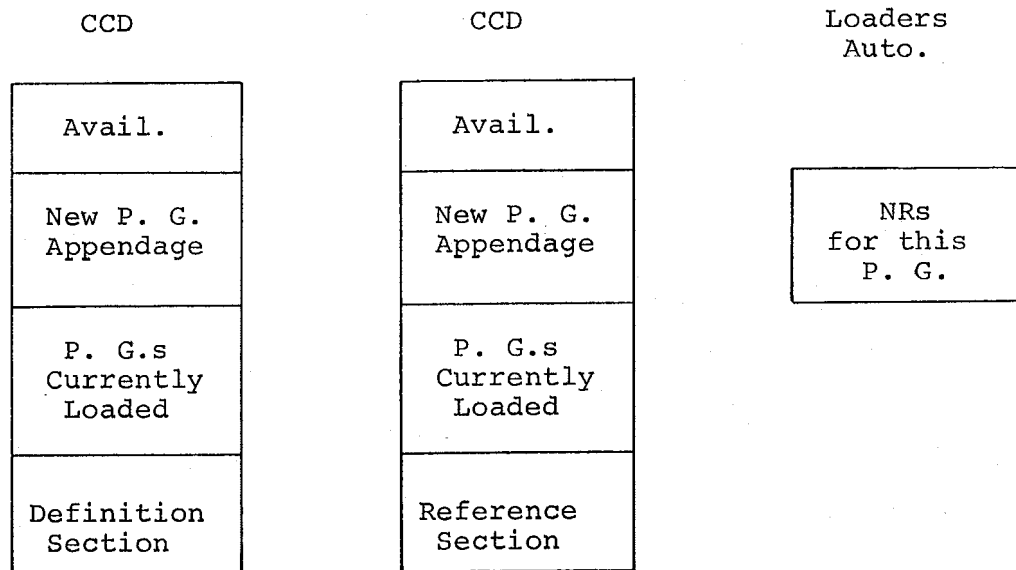 CCD
Avail.
New P. G.
Appendage
P. G.s
Currently
Loaded
Definition
Section
CCD
Avail.
New P. G.
Appendage
P. G.s
Currently
Loaded
Reference
Section
Loaders
Auto.
NRs
for this
P. G.